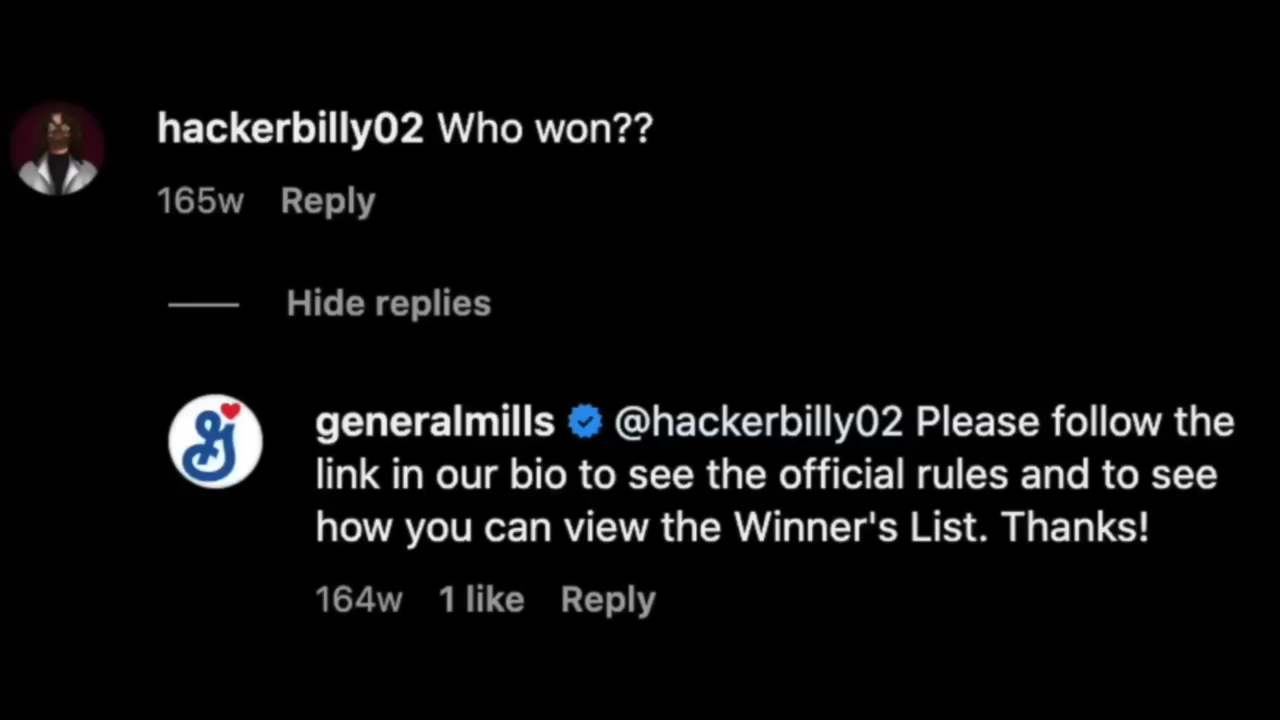 hackerbilly02 Who won??
165w Reply
Hide replies
generalmills @hackerbilly02 Please follow the
link in our bio to see the official rules and to see
how you can view the Winner's List. Thanks!
164w 1 like Reply